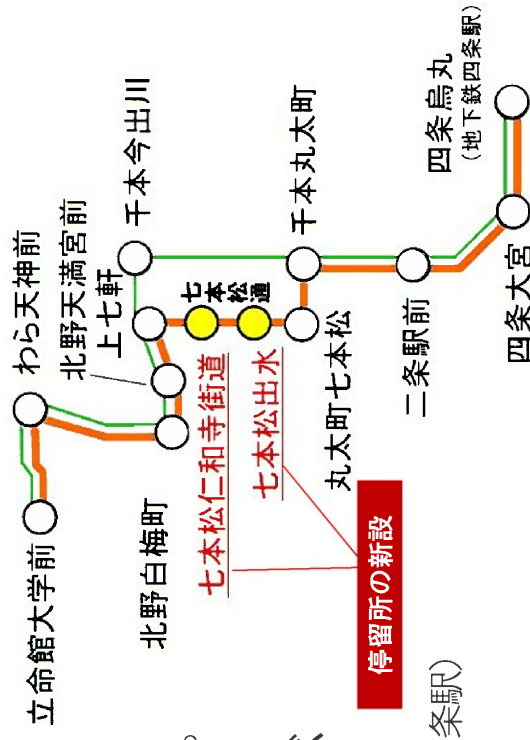 立命館大学前
わら天神前
北野天満宮前
上七軒
千本今出川
北野白梅町
七本松通
七本松仁和寺街道
七本松出水
千本丸太町
丸太町七本松
二条駅前
四条烏丸
(地下鉄四条駅)
四条大宮
停留所の新設
条駅)